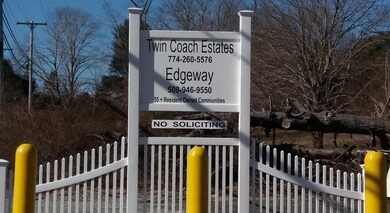 Twin Coach Estates
774-260-5576
Edgeway
508-946-9550
55 + Resident Owned Communities
NO SOLICITING